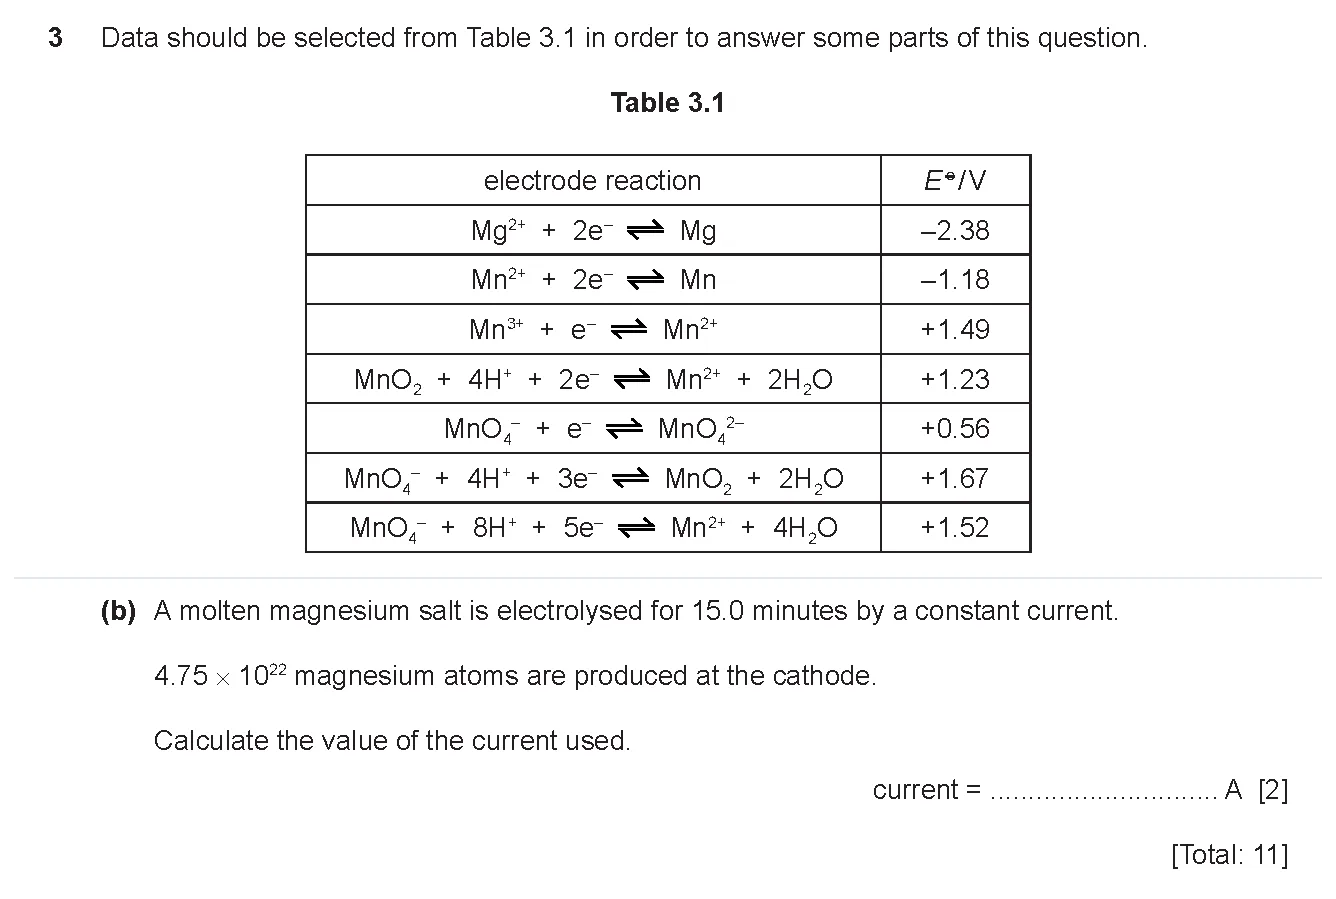 3 Data should be selected from Table 3.1 in order to answer some parts of this question.
Table 3.1
electrode reaction E⦵/V
Mg²⁺ + 2e⁻ ⇌ Mg –2.38
Mn²⁺ + 2e⁻ ⇌ Mn –1.18
Mn³⁺ + e⁻ ⇌ Mn²⁺ +1.49
MnO₂ + 4H⁺ + 2e⁻ ⇌ Mn²⁺ + 2H₂O +1.23
MnO₄⁻ + e⁻ ⇌ MnO₄²⁻ +0.56
MnO₄⁻ + 4H⁺ + 3e⁻ ⇌ MnO₂ + 2H₂O +1.67
MnO₄⁻ + 8H⁺ + 5e⁻ ⇌ Mn²⁺ + 4H₂O +1.52
(b) A molten magnesium salt is electrolysed for 15.0 minutes by a constant current.
4.75 × 10²² magnesium atoms are produced at the cathode.
Calculate the value of the current used.
current = .............................. A [2]
[Total: 11]